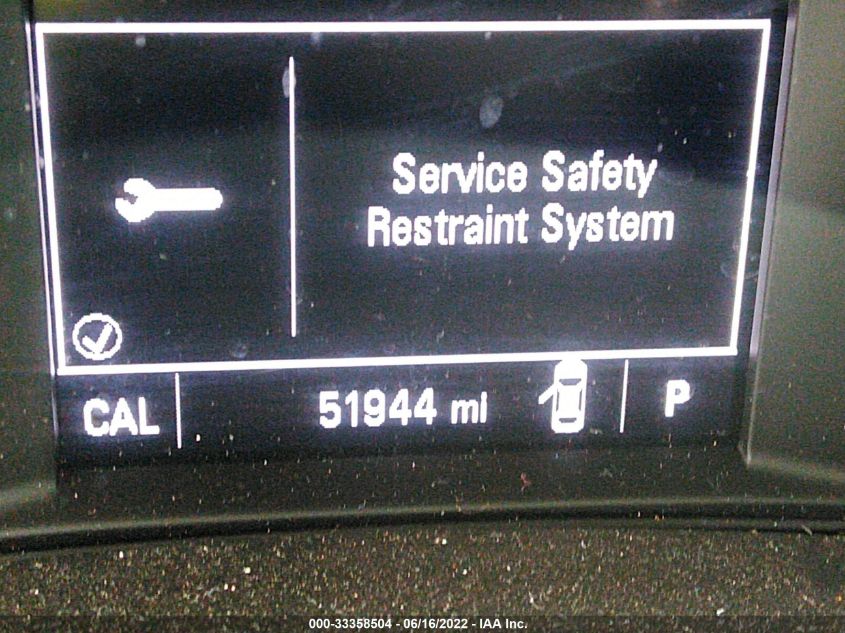 Service Safety
Restraint System
CAL
51944 mi
P
000-33358504 - 06/16/2022 - IAA Inc.